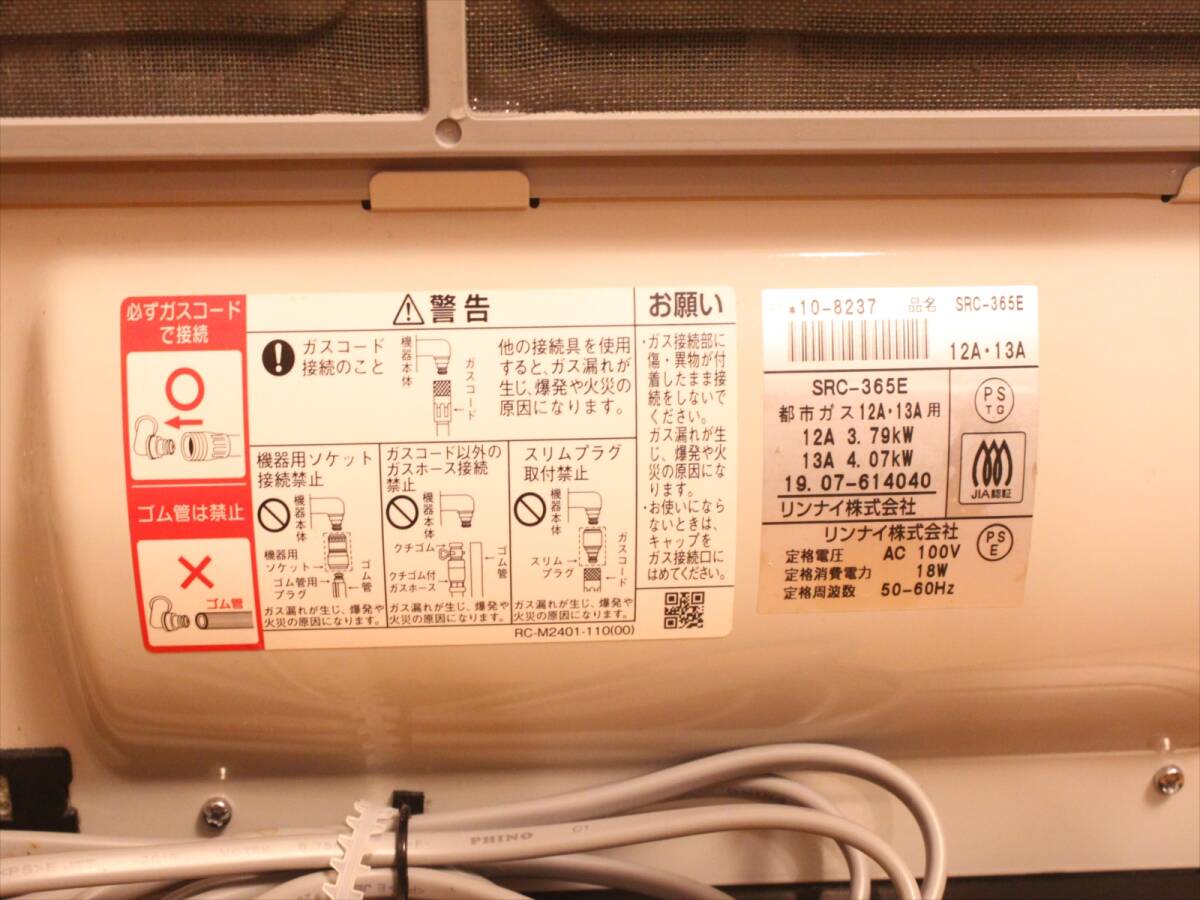 必ずガスコード
で接続
ゴム管は禁止
ゴム管
警告
ガスコード
接続のこと
機器本体
ガスコード
他の接続具を使用
すると、ガス漏れが
生じ、爆発や火災の
原因になります。
機器用ソケット
接続禁止
機器本体
機器用
ソケット
ゴム管用
プラグ
ゴム管
ガス漏れが生じ、爆発や
火災の原因になります。
ガスコード以外の
ガスホース接続
禁止
機器本体
クチゴム
クチゴム付
ガスホース
ゴム管
ガス漏れが生じ、爆発や
火災の原因になります。
スリムプラグ
取付禁止
機器本体
スリム
プラグ
ガスコード
ガス漏れが生じ、爆発や
火災の原因になります。
RC-M2401-110(00)
お願い
・ガス接続部に
傷・異物が付
着したまま接
続をしないで
ください。
ガス漏れが生
じ、爆発や火
災の原因にな
ります。
・お使いになら
ないときは、
キャップを
ガス接続口に
はめてください。
10-8237 品名 SRC-365E
12A・13A
SRC-365E
都市ガス12A・13A用
12A 3.79kW
13A 4.07kW
19.07-614040
リンナイ株式会社
PS
TG
JIA認証
リンナイ株式会社
定格電圧 AC 100V
定格消費電力 18W
定格周波数 50-60Hz
PS
E
PHINO C1